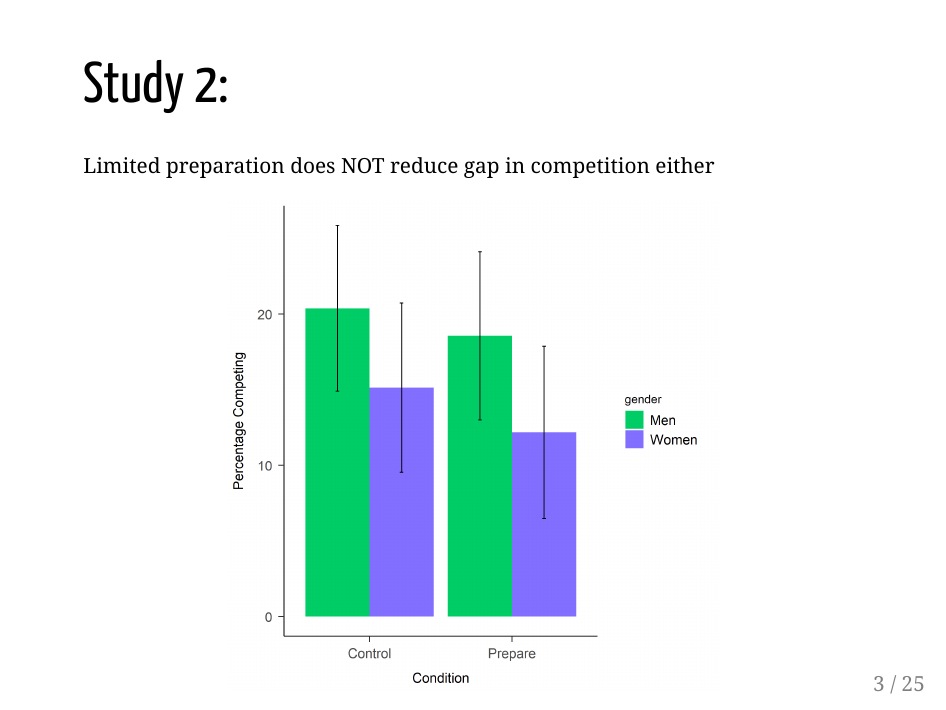 Study 2:
Limited preparation does NOT reduce gap in competition either
20
10
0
Percentage Competing
Control
Prepare
Condition
gender
Men
Women
3 / 25